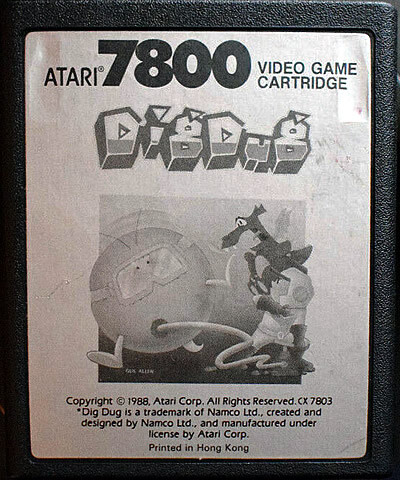 ATARI® 7800 VIDEO GAME
CARTRIDGE
DigDug
Copyright © 1988, Atari Corp. All Rights Reserved. CX 7803
"Dig Dug is a trademark of Namco Ltd., created and
designed by Namco Ltd., and manufactured under
license by Atari Corp.
Printed in Hong Kong